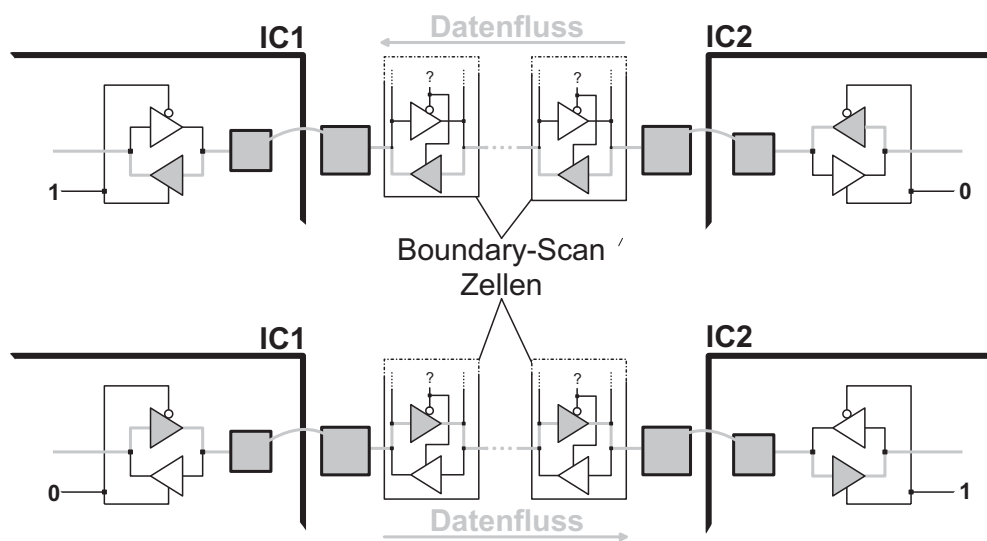 Datenfluss
IC1
IC2
?
?
1
0
Boundary-Scan
Zellen
IC1
IC2
?
?
0
1
Datenfluss